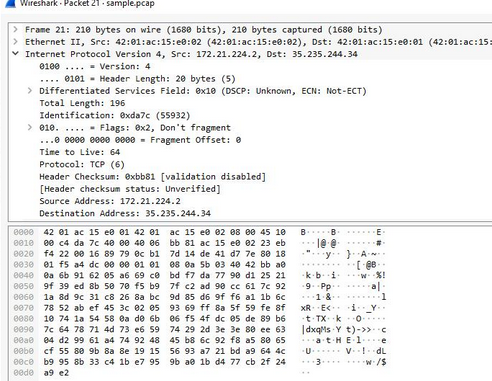 Wireshark · Packet 21 · sample.pcap
Frame 21: 210 bytes on wire (1680 bits), 210 bytes captured (1680 bits)
Ethernet II, Src: 42:01:ac:15:e0:02 (42:01:ac:15:e0:02), Dst: 42:01:ac:15:e0:01 (42:01:ac:15:
Internet Protocol Version 4, Src: 172.21.224.2, Dst: 35.235.244.34
0100 .... = Version: 4
.... 0101 = Header Length: 20 bytes (5)
Differentiated Services Field: 0x10 (DSCP: Unknown, ECN: Not-ECT)
Total Length: 196
Identification: 0xda7c (55932)
010. .... = Flags: 0x2, Don't fragment
...0 0000 0000 0000 = Fragment Offset: 0
Time to Live: 64
Protocol: TCP (6)
Header Checksum: 0xbb81 [validation disabled]
[Header checksum status: Unverified]
Source Address: 172.21.224.2
Destination Address: 35.235.244.34
0000 42 01 ac 15 e0 01 42 01 ac 15 e0 02 08 00 45 10 B·····B· ······E·
0010 00 c4 da 7c 40 00 40 06 bb 81 ac 15 e0 02 23 eb ···|@·@· ······#·
0020 f4 22 00 16 89 79 0c b1 7d 14 de 41 d7 7e 80 18 ·"···y·· }··A·~··
0030 01 f5 a4 dc 00 00 01 01 08 0a 5b 03 40 42 bb a0 ········ ··[·@B··
0040 0a 6b 91 62 05 a6 69 c0 bd f7 da 77 90 d1 25 21 ·k·b··i· ···w··%!
0050 9f 39 ed 8b 50 70 f5 b9 7f c2 ad 90 cc 61 7c 92 ·9··Pp·· ·····a|·
0060 1a 8d 9c 31 c8 26 8a bc 9d 85 d6 9f f6 a1 1b 6c ···1·&·· ·······l
0070 78 52 ab ef 45 3c 02 05 93 69 ff 8a 5f 59 fe 8f xR··E<·· ·i··_Y··
0080 10 74 1a 54 58 0a d0 6b 06 f5 4f dc 05 de 89 b6 ·t·TX··k ··O·····
0090 7c 64 78 71 4d 73 e6 59 74 29 2d 3e 3e 80 ee 63 |dxqMs·Y t)->>··c
00a0 04 d2 99 61 a4 74 92 48 45 b8 6c 92 f8 a5 80 65 ···a·t·H E·l····e
00b0 cf 55 80 9b 8a 8e 19 15 56 93 a7 21 bd a9 64 4c ·U······ V··!··dL
00c0 b9 95 8b 33 c4 1b e7 95 9b a0 1b d4 77 cb 2f 24 ···3···· ····w·/$
00d0 a9 e2 ··